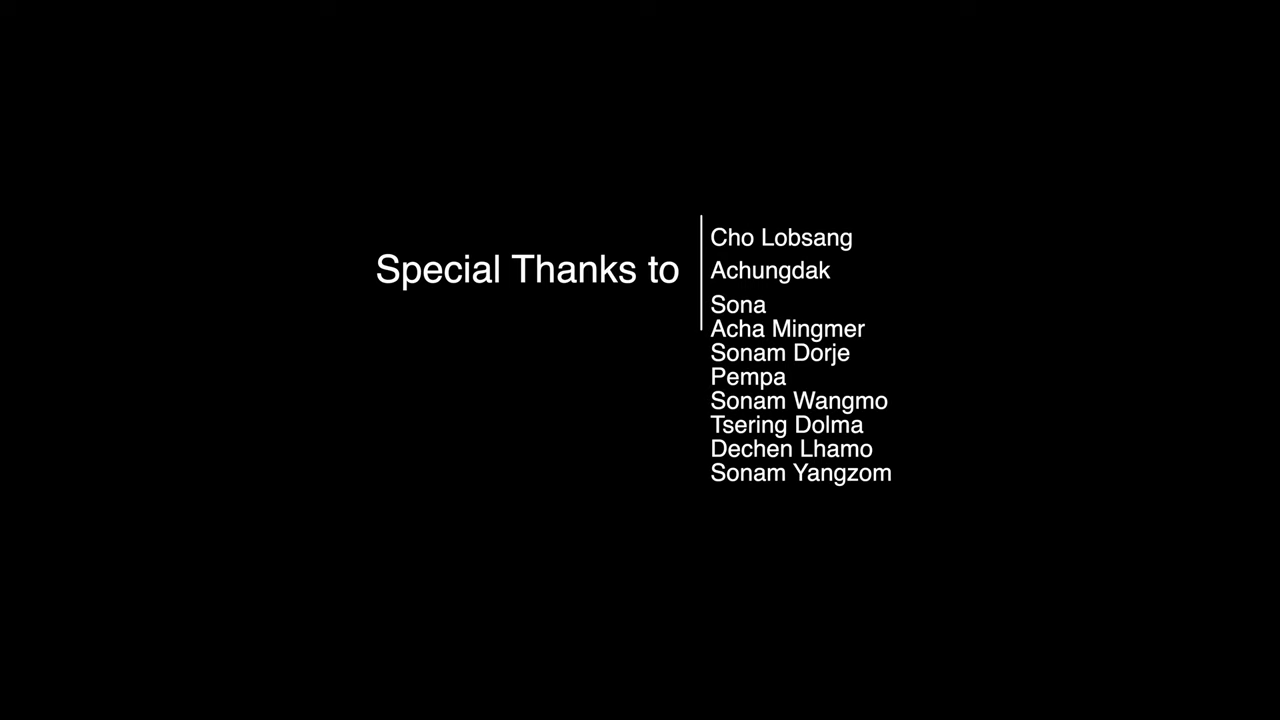 Special Thanks to
Cho Lobsang
Achungdak
Sona
Acha Mingmer
Sonam Dorje
Pempa
Sonam Wangmo
Tsering Dolma
Dechen Lhamo
Sonam Yangzom